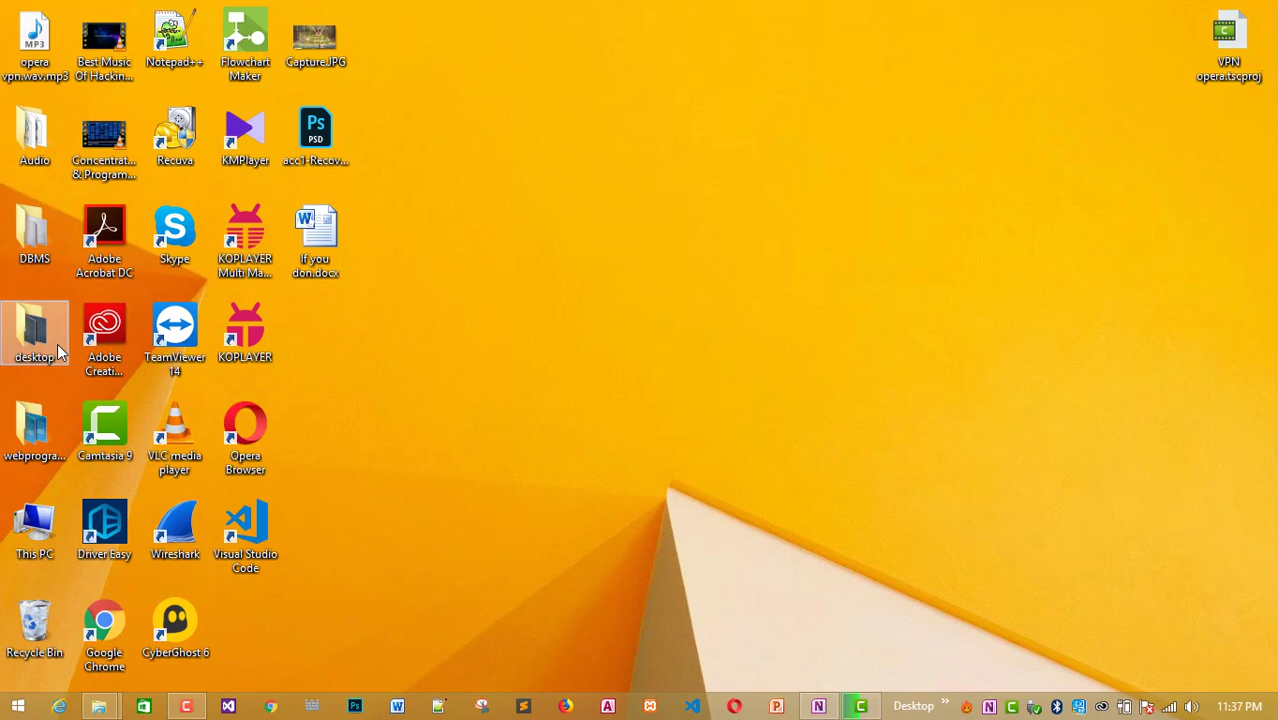 opera
vpn.wav.mp3
Best Music
Of Hackin...
Notepad++
Flowchart
Maker
Capture.JPG
VPN
opera.tscproj
Audio
Concentrat...
& Program...
Recuva
KMPlayer
Ps
PSD
acc1-Recov...
DBMS
Adobe
Acrobat DC
Skype
KOPLAYER
Multi Ma...
If you
don.docx
desktop
Adobe
Creati...
TeamViewer
14
KOPLAYER
webprogra...
Camtasia 9
VLC media
player
Opera
Browser
This PC
Driver Easy
Wireshark
Visual Studio
Code
Recycle Bin
Google
Chrome
CyberGhost 6
Desktop
11:37 PM